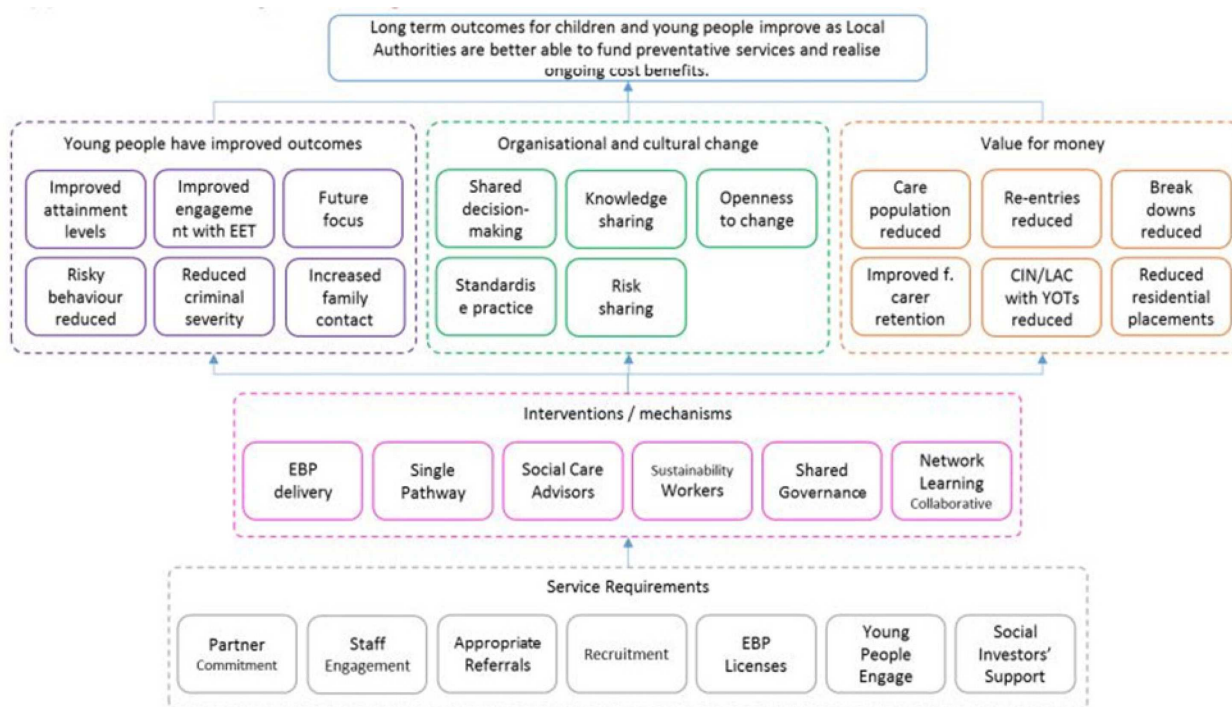 Long term outcomes for children and young people improve as Local
Authorities are better able to fund preventative services and realise
ongoing cost benefits.
Young people have improved outcomes
Improved
attainment
levels
Improved
engageme
nt with EET
Future
focus
Risky
behaviour
reduced
Reduced
criminal
severity
Increased
family
contact
Organisational and cultural change
Shared
decision-
making
Knowledge
sharing
Openness
to change
Standardis
e practice
Risk
sharing
Value for money
Care
population
reduced
Re-entries
reduced
Break
downs
reduced
Improved f.
carer
retention
CIN/LAC
with YOTs
reduced
Reduced
residential
placements
Interventions / mechanisms
EBP
delivery
Single
Pathway
Social Care
Advisors
Sustainability
Workers
Shared
Governance
Network
Learning
Collaborative
Service Requirements
Partner
Commitment
Staff
Engagement
Appropriate
Referrals
Recruitment
EBP
Licenses
Young
People
Engage
Social
Investors'
Support